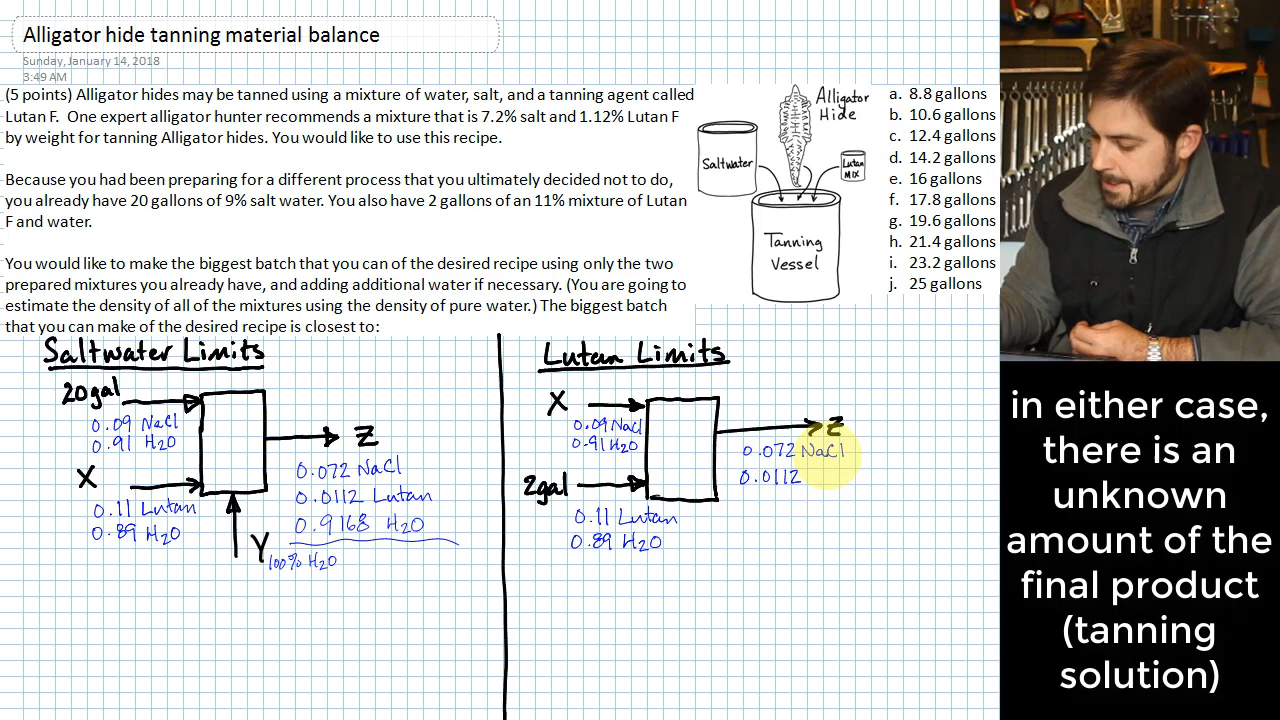 Alligator hide tanning material balance
Sunday, January 14, 2018
3:49 AM
(5 points) Alligator hides may be tanned using a mixture of water, salt, and a tanning agent called
Lutan F. One expert alligator hunter recommends a mixture that is 7.2% salt and 1.12% Lutan F
by weight for tanning Alligator hides. You would like to use this recipe.
Because you had been preparing for a different process that you ultimately decided not to do,
you already have 20 gallons of 9% salt water. You also have 2 gallons of an 11% mixture of Lutan
F and water.
You would like to make the biggest batch that you can of the desired recipe using only the two
prepared mixtures you already have, and adding additional water if necessary. (You are going to
estimate the density of all of the mixtures using the density of pure water.) The biggest batch
that you can make of the desired recipe is closest to:
Alligator
Hide
Saltwater
Lutan
MIX
Tanning
Vessel
a. 8.8 gallons
b. 10.6 gallons
c. 12.4 gallons
d. 14.2 gallons
e. 16 gallons
f. 17.8 gallons
g. 19.6 gallons
h. 21.4 gallons
i. 23.2 gallons
j. 25 gallons
Saltwater Limits
20gal
0.09 NaCl
0.91 H2O
X
0.11 Lutan
0.89 H2O
Y
100% H2O
Z
0.072 NaCl
0.0112 Lutan
0.9168 H2O
Lutan Limits
X
0.09 NaCl
0.91 H2O
2gal
0.11 Lutan
0.89 H2O
Z
0.072 NaCl
0.0112
in either case,
there is an
unknown
amount of the
final product
(tanning
solution)